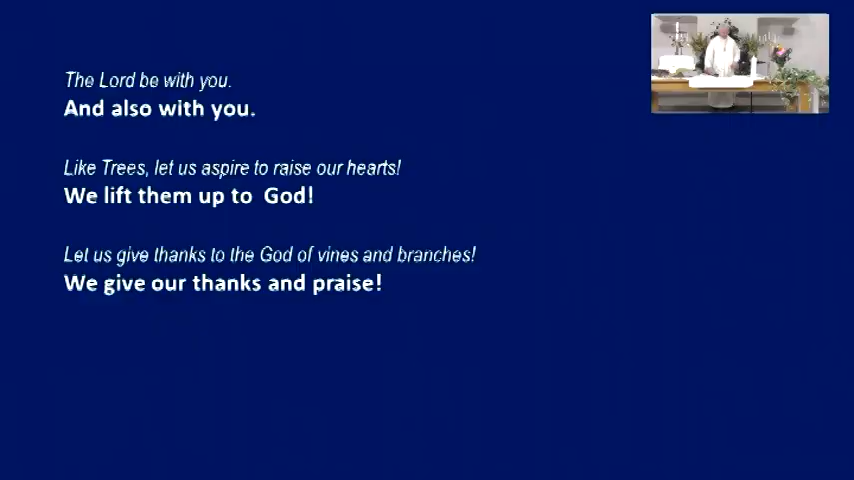 The Lord be with you.
And also with you.
Like Trees, let us aspire to raise our hearts!
We lift them up to God!
Let us give thanks to the God of vines and branches!
We give our thanks and praise!